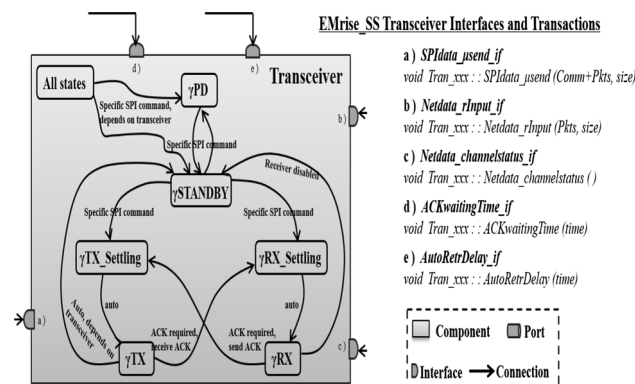 EMrise_SS Transceiver Interfaces and Transactions
d)
e)
Transceiver
All states
γPD
Specific SPI command,
depends on transceiver
b)
Specific SPI command
Receiver disabled
γSTANDBY
Specific SPI command
Specific SPI command
γTX_Settling
γRX_Settling
auto
auto
a)
Auto, depends on
transceiver
ACK required,
receive ACK
ACK required,
send ACK
c)
γTX
γRX
a ) SPIdata_μsend_if
void Tran_xxx : : SPIdata_μsend (Comm+Pkts, size)
b ) Netdata_rInput_if
void Tran_xxx : : Netdata_rInput (Pkts, size)
c ) Netdata_channelstatus_if
void Tran_xxx : : Netdata_channelstatus ( )
d ) ACKwaitingTime_if
void Tran_xxx : : ACKwaitingTime (time)
e ) AutoRetrDelay_if
void Tran_xxx : : AutoRetrDelay (time)
Component
Port
Interface
Connection